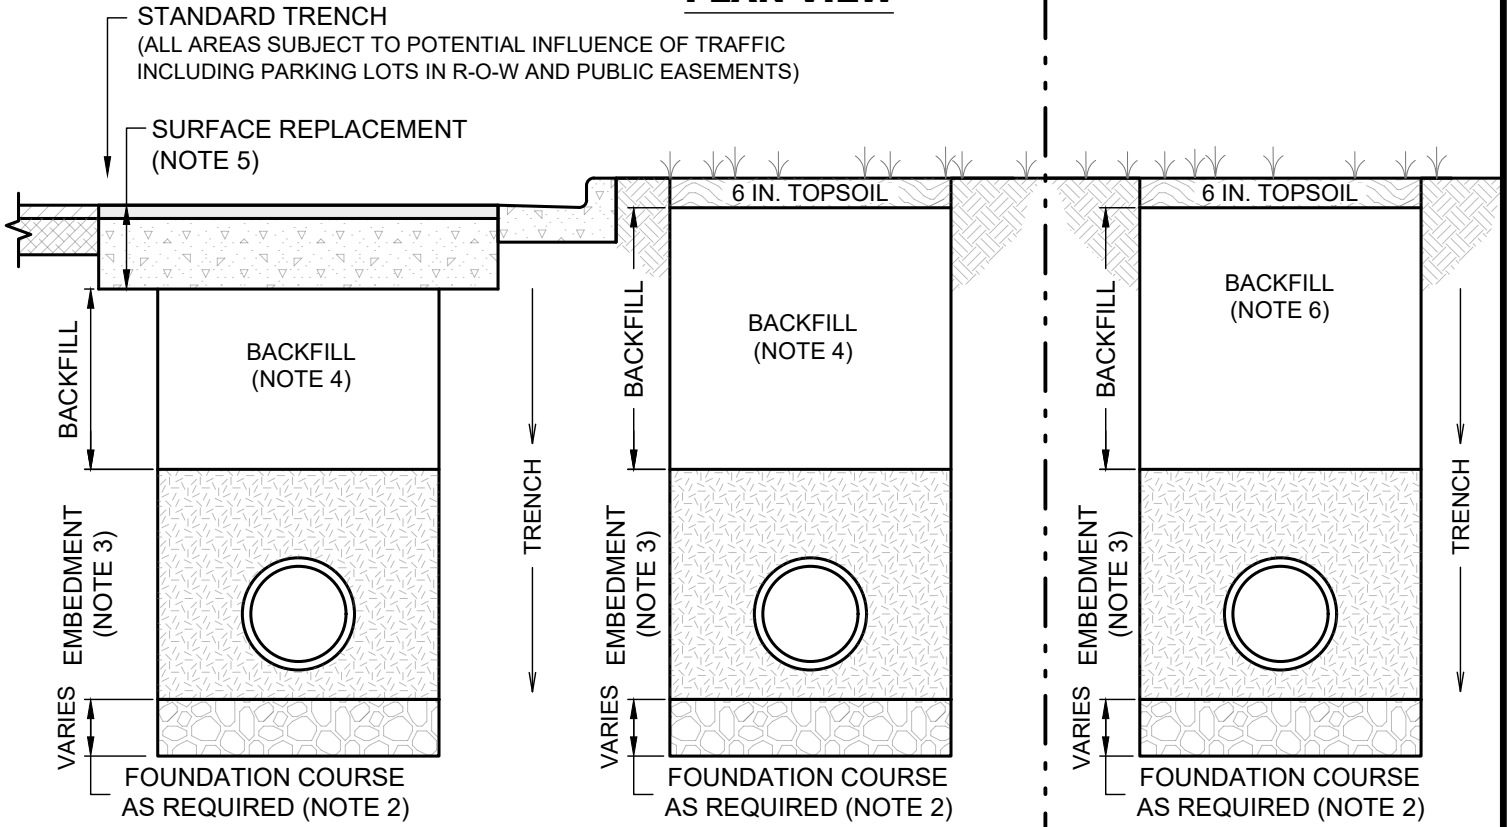 PLAN VIEW
STANDARD TRENCH
(ALL AREAS SUBJECT TO POTENTIAL INFLUENCE OF TRAFFIC
INCLUDING PARKING LOTS IN R-O-W AND PUBLIC EASEMENTS)
SURFACE REPLACEMENT
(NOTE 5)
BACKFILL
BACKFILL
(NOTE 4)
EMBEDMENT
(NOTE 3)
VARIES
FOUNDATION COURSE
AS REQUIRED (NOTE 2)
TRENCH
6 IN. TOPSOIL
BACKFILL
BACKFILL
(NOTE 4)
EMBEDMENT
(NOTE 3)
VARIES
FOUNDATION COURSE
AS REQUIRED (NOTE 2)
6 IN. TOPSOIL
BACKFILL
BACKFILL
(NOTE 6)
EMBEDMENT
(NOTE 3)
VARIES
FOUNDATION COURSE
AS REQUIRED (NOTE 2)
TRENCH